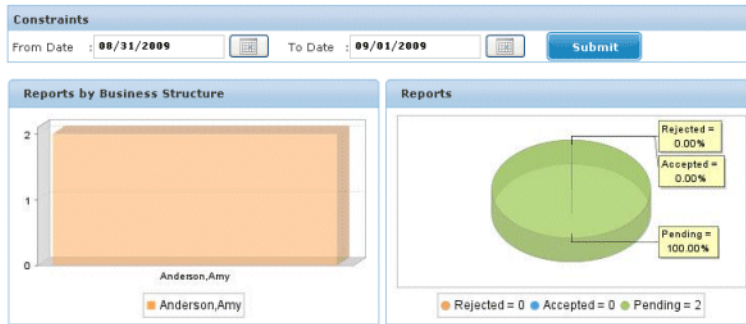 Constraints
From Date : 08/31/2009 To Date : 09/01/2009 Submit
Reports by Business Structure
2
1
0
Anderson,Amy
Anderson,Amy
Reports
Rejected =
0.00%
Accepted =
0.00%
Pending =
100.00%
Rejected = 0 Accepted = 0 Pending = 2